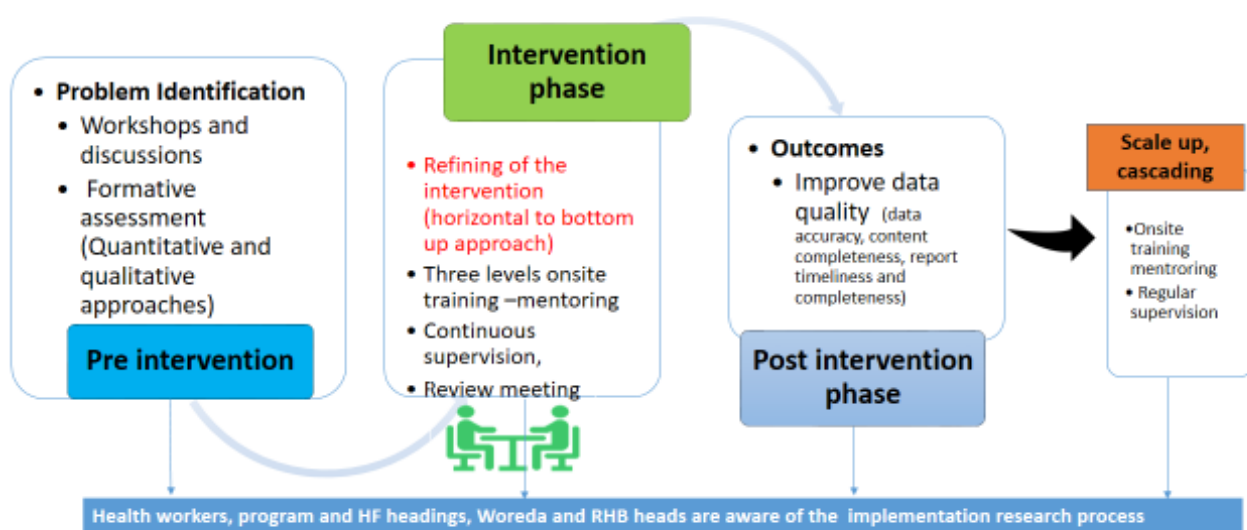 • Problem Identification
• Workshops and
discussions
• Formative
assessment
(Quantitative and
qualitative
approaches)
Pre intervention
Intervention
phase
• Refining of the
intervention
(horizontal to bottom
up approach)
• Three levels onsite
training –mentoring
• Continuous
supervision,
• Review meeting
• Outcomes
• Improve data
quality (data
accuracy, content
completeness, report
timeliness and
completeness)
Post intervention
phase
Scale up,
cascading
•Onsite
training
mentroring
• Regular
supervision
Health workers, program and HF headings, Woreda and RHB heads are aware of the implementation research process